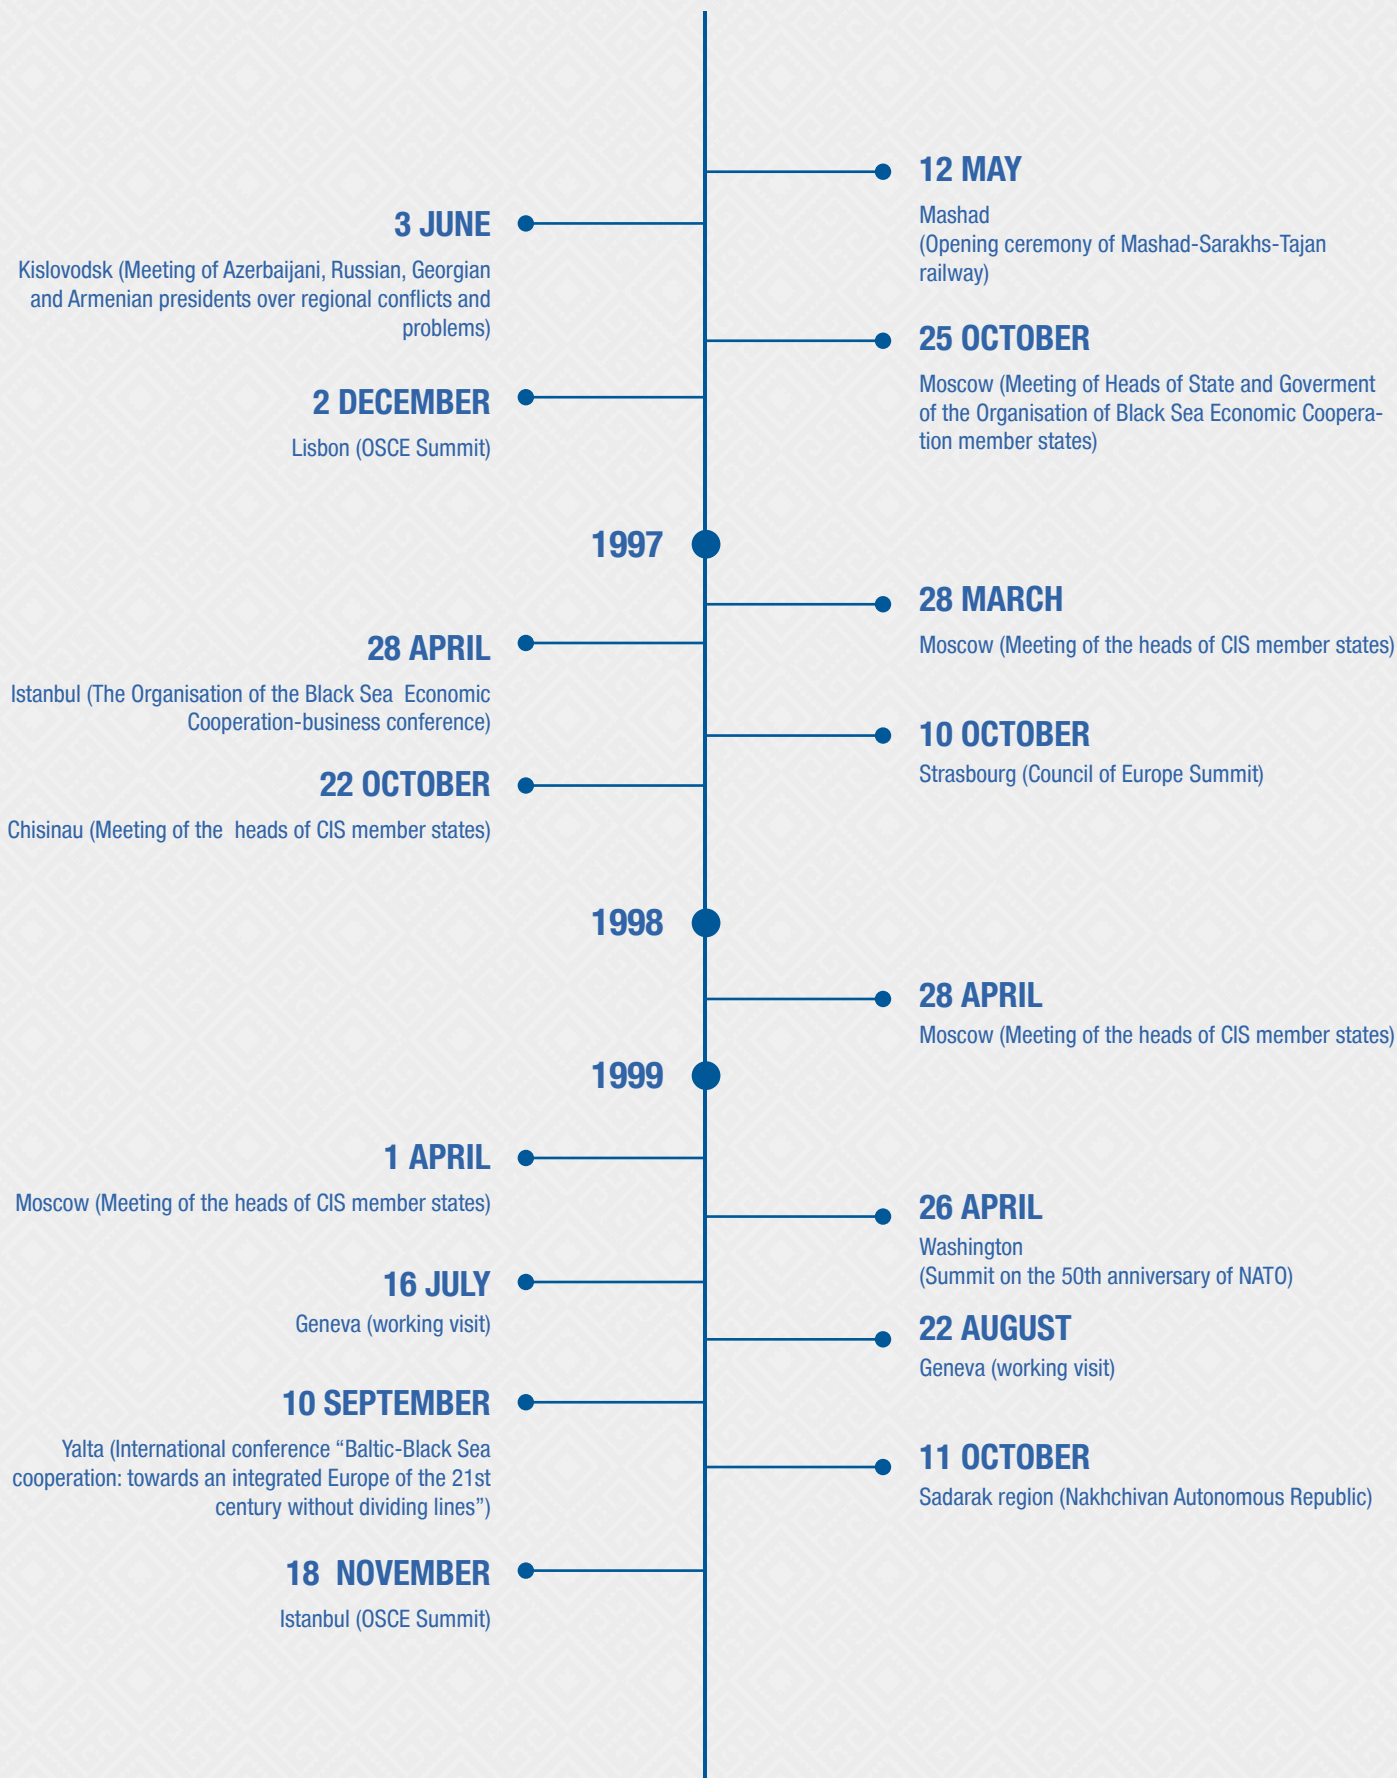 12 MAY
Mashad
(Opening ceremony of Mashad-Sarakhs-Tajan
railway)
3 JUNE
Kislovodsk (Meeting of Azerbaijani, Russian, Georgian
and Armenian presidents over regional conflicts and
problems)
25 OCTOBER
Moscow (Meeting of Heads of State and Goverment
of the Organisation of Black Sea Economic Coopera-
tion member states)
2 DECEMBER
Lisbon (OSCE Summit)
1997
28 MARCH
Moscow (Meeting of the heads of CIS member states)
28 APRIL
Istanbul (The Organisation of the Black Sea  Economic
Cooperation-business conference)
10 OCTOBER
Strasbourg (Council of Europe Summit)
22 OCTOBER
Chisinau (Meeting of the  heads of CIS member states)
1998
28 APRIL
Moscow (Meeting of the heads of CIS member states)
1999
1 APRIL
Moscow (Meeting of the heads of CIS member states)
26 APRIL
Washington
(Summit on the 50th anniversary of NATO)
16 JULY
Geneva (working visit)
22 AUGUST
Geneva (working visit)
10 SEPTEMBER
Yalta (International conference “Baltic-Black Sea
cooperation: towards an integrated Europe of the 21st
century without dividing lines”)
11 OCTOBER
Sadarak region (Nakhchivan Autonomous Republic)
18  NOVEMBER
Istanbul (OSCE Summit)